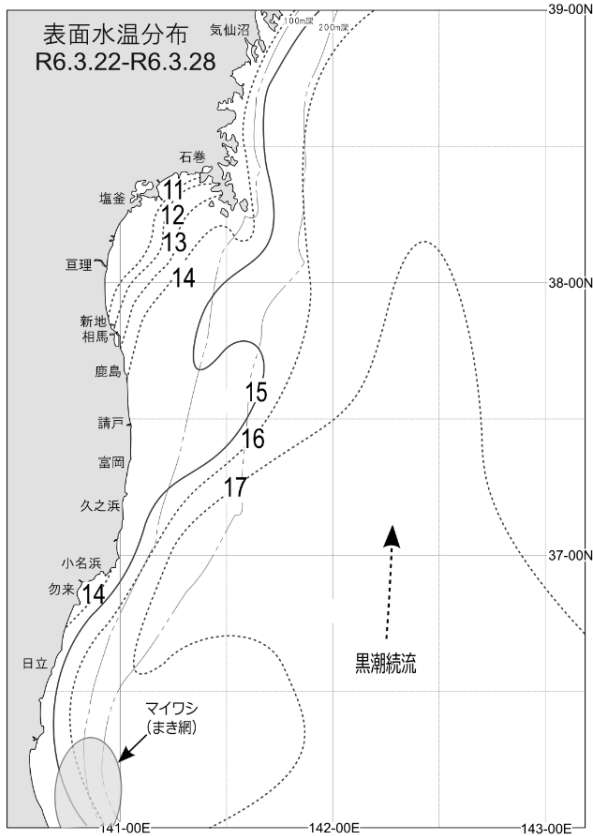 表面水温分布
R6.3.22-R6.3.28
気仙沼
100m深
200m深
39-00N
石巻
塩釜
11
12
13
14
亘理
38-00N
新地
相馬
鹿島
15
請戸
16
富岡
17
久之浜
小名浜
37-00N
勿来
14
日立
黒潮続流
マイワシ
(まき網)
141-00E
142-00E
143-00E